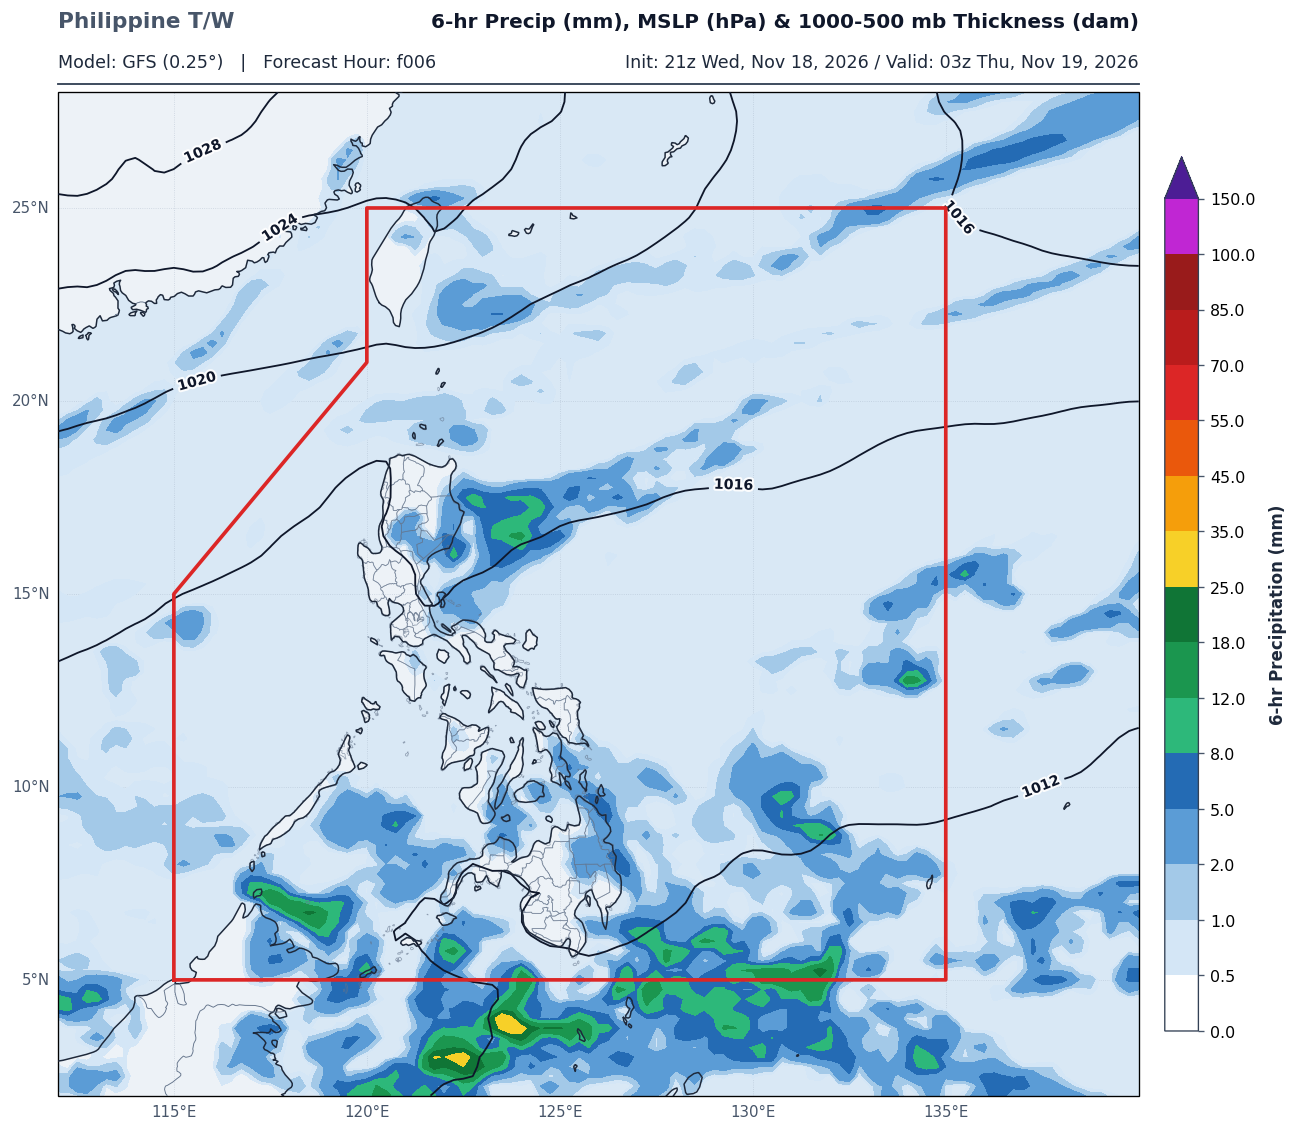 Philippine T/W
6-hr Precip (mm), MSLP (hPa) & 1000-500 mb Thickness (dam)
Model: GFS (0.25°) | Forecast Hour: f006
Init: 21z Wed, Nov 18, 2026 / Valid: 03z Thu, Nov 19, 2026
1028
1024
1020
1016
1016
1012
25°N
20°N
15°N
10°N
5°N
115°E
120°E
125°E
130°E
135°E
150.0
100.0
85.0
70.0
55.0
45.0
35.0
25.0
18.0
12.0
8.0
5.0
2.0
1.0
0.5
0.0
6-hr Precipitation (mm)